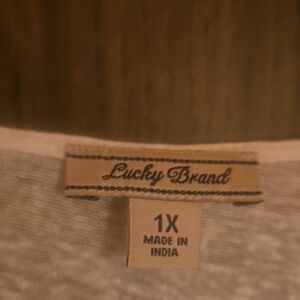 Lucky Brand
1X
MADE IN
INDIA